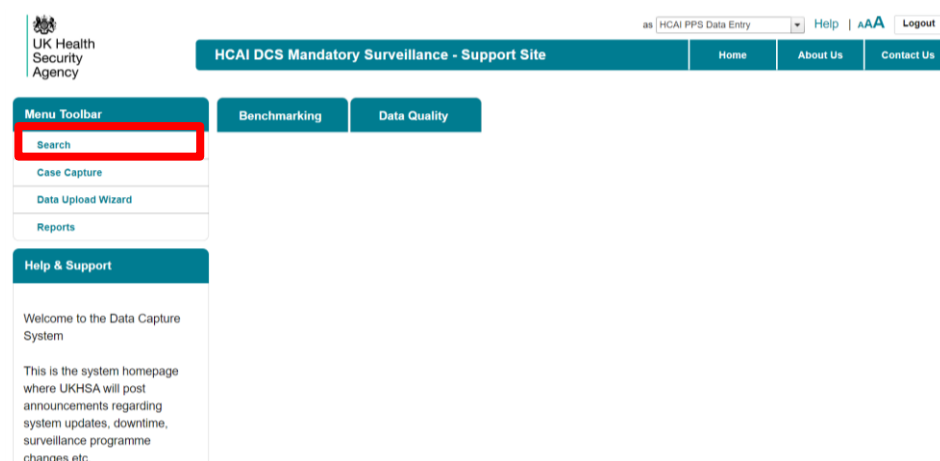 UK Health
Security
Agency
as HCAI PPS Data Entry Help | AAA Logout
HCAI DCS Mandatory Surveillance - Support Site
Home About Us Contact Us
Menu Toolbar
Search
Case Capture
Data Upload Wizard
Reports
Benchmarking Data Quality
Help & Support
Welcome to the Data Capture
System
This is the system homepage
where UKHSA will post
announcements regarding
system updates, downtime,
surveillance programme
changes etc